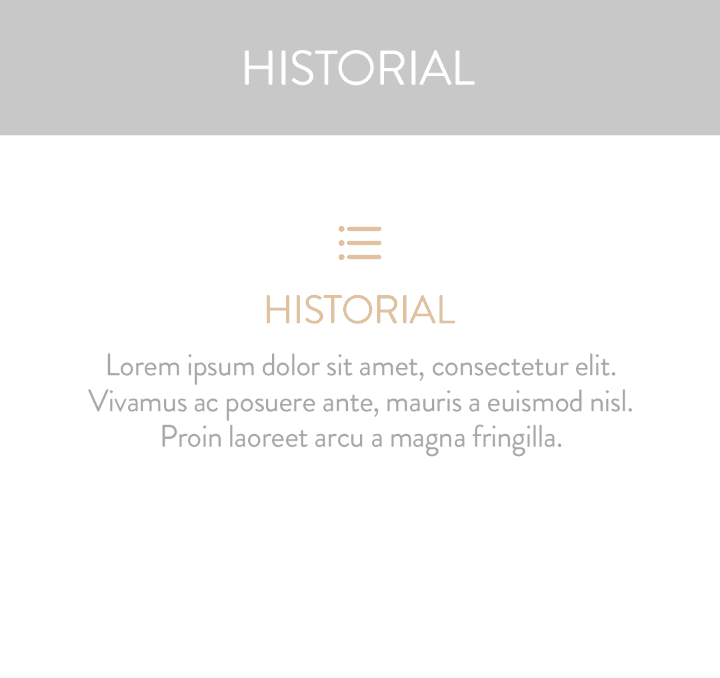 HISTORIAL
HISTORIAL
Lorem ipsum dolor sit amet, consectetur elit.
Vivamus ac posuere ante, mauris a euismod nisl.
Proin laoreet arcu a magna fringilla.